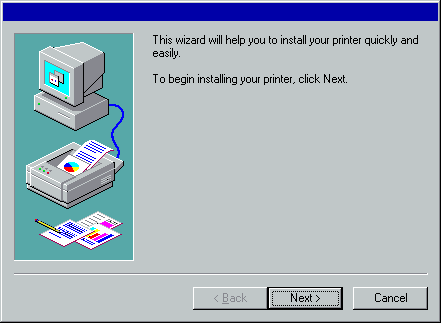 This wizard will help you to install your printer quickly and
easily.
To begin installing your printer, click Next.
< Back
Next >
Cancel